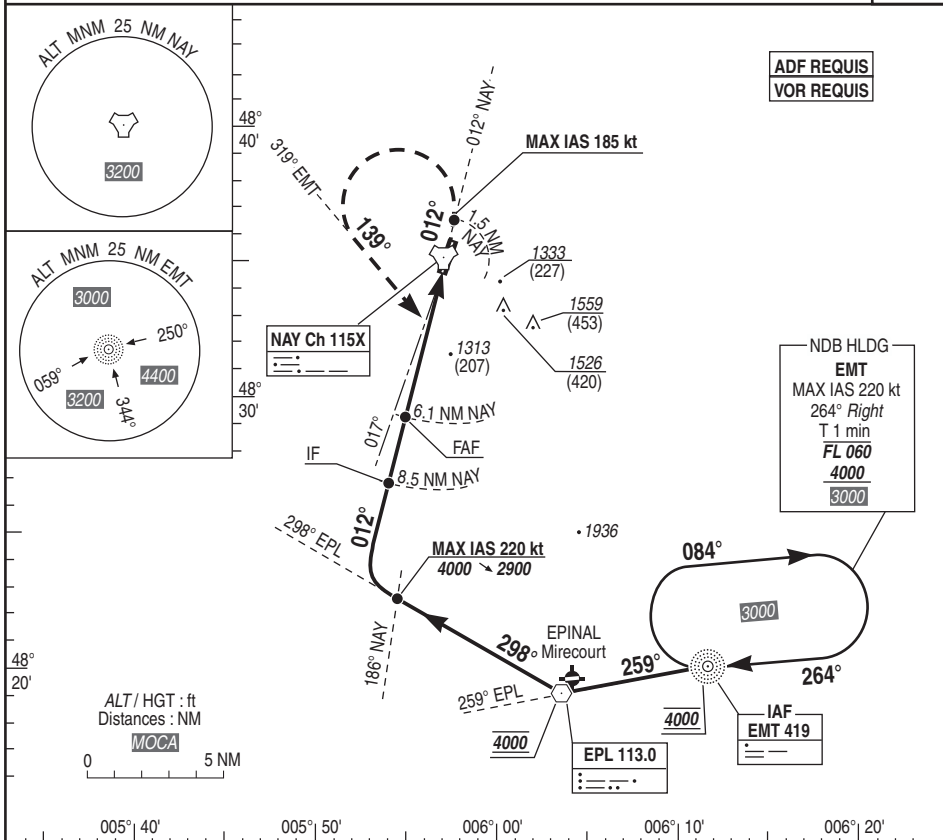 ALT MNM 25 NM NAY
3200
ALT MNM 25 NM EMT
3000
250°
059°
4400
3200
344°
ADF REQUIS
VOR REQUIS
48°
40'
012° NAY
MAX IAS 185 kt
319° EMT
139°
012°
1.5 NM
NAY
1333
(227)
1559
(453)
NAY Ch 115X
1313
(207)
1526
(420)
48°
30'
017°
6.1 NM NAY
FAF
IF
8.5 NM NAY
NDB HLDG
EMT
MAX IAS 220 kt
264° Right
T 1 min
FL 060
4000
3000
298° EPL
012°
1936
MAX IAS 220 kt
4000 ➘ 2900
084°
3000
186° NAY
298°
EPINAL
Mirecourt
259°
264°
48°
20'
259° EPL
4000
4000
IAF
EMT 419
EPL 113.0
ALT / HGT : ft
Distances : NM
MOCA
0 5 NM
005° 40' 005° 50' 006° 00' 006° 10' 006° 20'